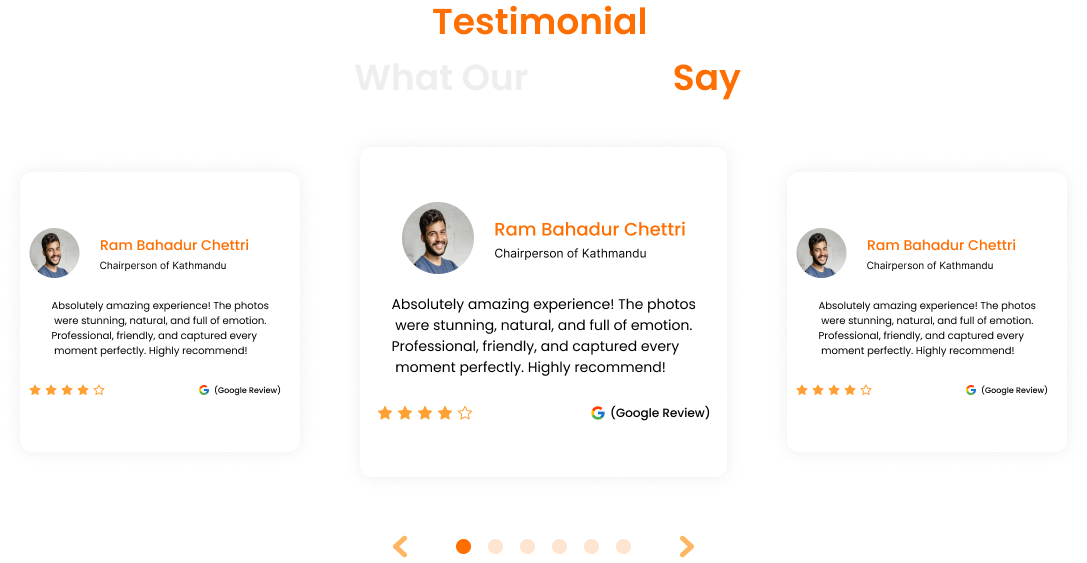 Testimonial
What Our Say
Ram Bahadur Chettri
Chairperson of Kathmandu
Absolutely amazing experience! The photos
were stunning, natural, and full of emotion.
Professional, friendly, and captured every
moment perfectly. Highly recommend!
(Google Review)
Ram Bahadur Chettri
Chairperson of Kathmandu
Absolutely amazing experience! The photos
were stunning, natural, and full of emotion.
Professional, friendly, and captured every
moment perfectly. Highly recommend!
(Google Review)
Ram Bahadur Chettri
Chairperson of Kathmandu
Absolutely amazing experience! The photos
were stunning, natural, and full of emotion.
Professional, friendly, and captured every
moment perfectly. Highly recommend!
(Google Review)